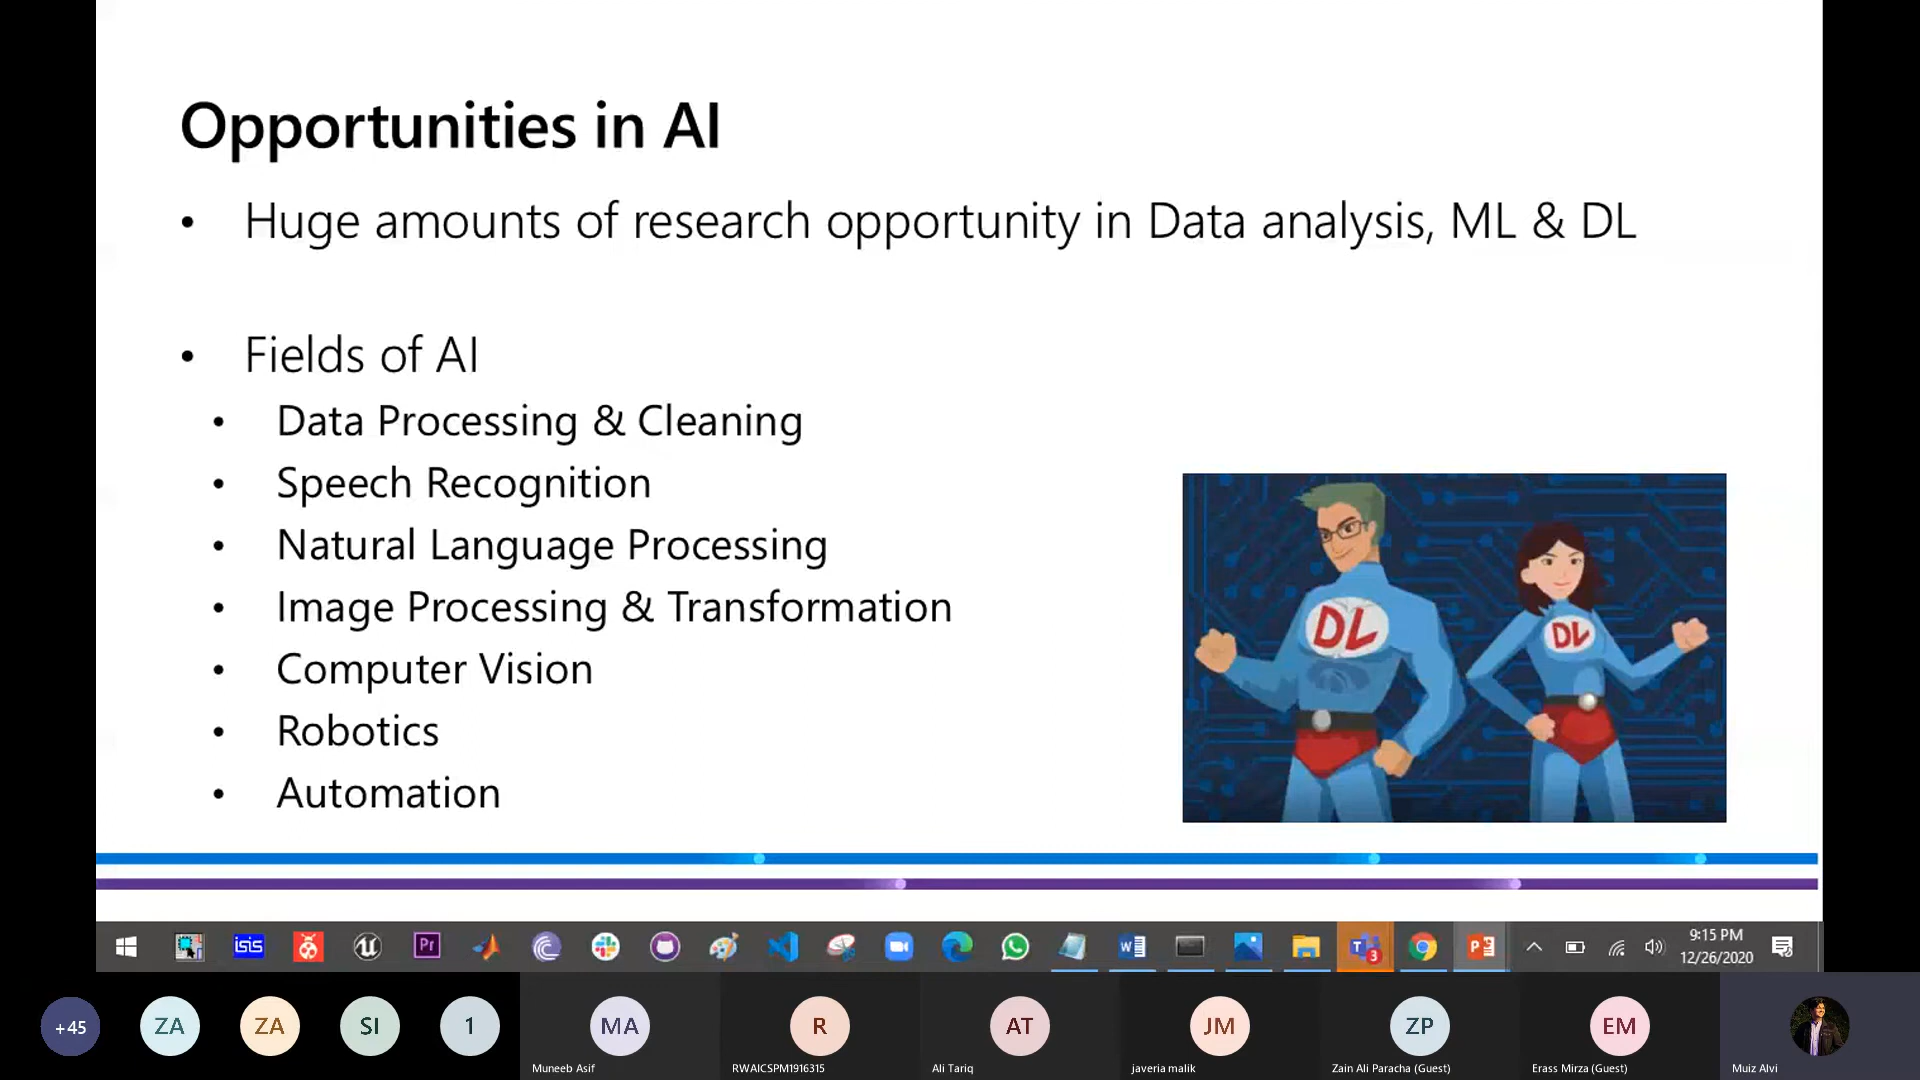 Opportunities in AI
• Huge amounts of research opportunity in Data analysis, ML & DL
• Fields of AI
• Data Processing & Cleaning
• Speech Recognition
• Natural Language Processing
• Image Processing & Transformation
• Computer Vision
• Robotics
• Automation
DL
DL
isis
Pr
W
T
3
P
9:15 PM
12/26/2020
+45
ZA
ZA
SI
1
MA
R
AT
JM
ZP
EM
Muneeb Asif
RWAICSPM1916315
Ali Tariq
javeria malik
Zain Ali Paracha (Guest)
Erass Mirza (Guest)
Muiz Alvi